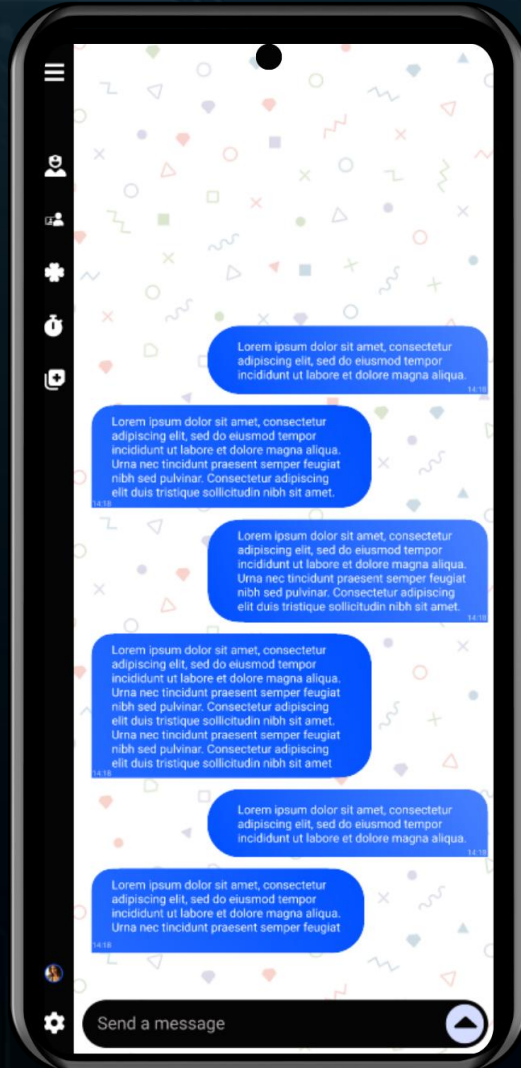 Lorem ipsum dolor sit amet, consectetur
adipiscing elit, sed do eiusmod tempor
incididunt ut labore et dolore magna aliqua.
14:18
Lorem ipsum dolor sit amet, consectetur
adipiscing elit, sed do eiusmod tempor
incididunt ut labore et dolore magna aliqua.
Urna nec tincidunt praesent semper feugiat
nibh sed pulvinar. Consectetur adipiscing
elit duis tristique sollicitudin nibh sit amet.
14:18
Lorem ipsum dolor sit amet, consectetur
adipiscing elit, sed do eiusmod tempor
incididunt ut labore et dolore magna aliqua.
Urna nec tincidunt praesent semper feugiat
nibh sed pulvinar. Consectetur adipiscing
elit duis tristique sollicitudin nibh sit amet.
14:18
Lorem ipsum dolor sit amet, consectetur
adipiscing elit, sed do eiusmod tempor
incididunt ut labore et dolore magna aliqua.
Urna nec tincidunt praesent semper feugiat
nibh sed pulvinar. Consectetur adipiscing
elit duis tristique sollicitudin nibh sit amet.
Urna nec tincidunt praesent semper feugiat
nibh sed pulvinar. Consectetur adipiscing
elit duis tristique sollicitudin nibh sit amet
14:18
Lorem ipsum dolor sit amet, consectetur
adipiscing elit, sed do eiusmod tempor
incididunt ut labore et dolore magna aliqua.
14:18
Lorem ipsum dolor sit amet, consectetur
adipiscing elit, sed do eiusmod tempor
incididunt ut labore et dolore magna aliqua.
Urna nec tincidunt praesent semper feugiat
14:18
Send a message